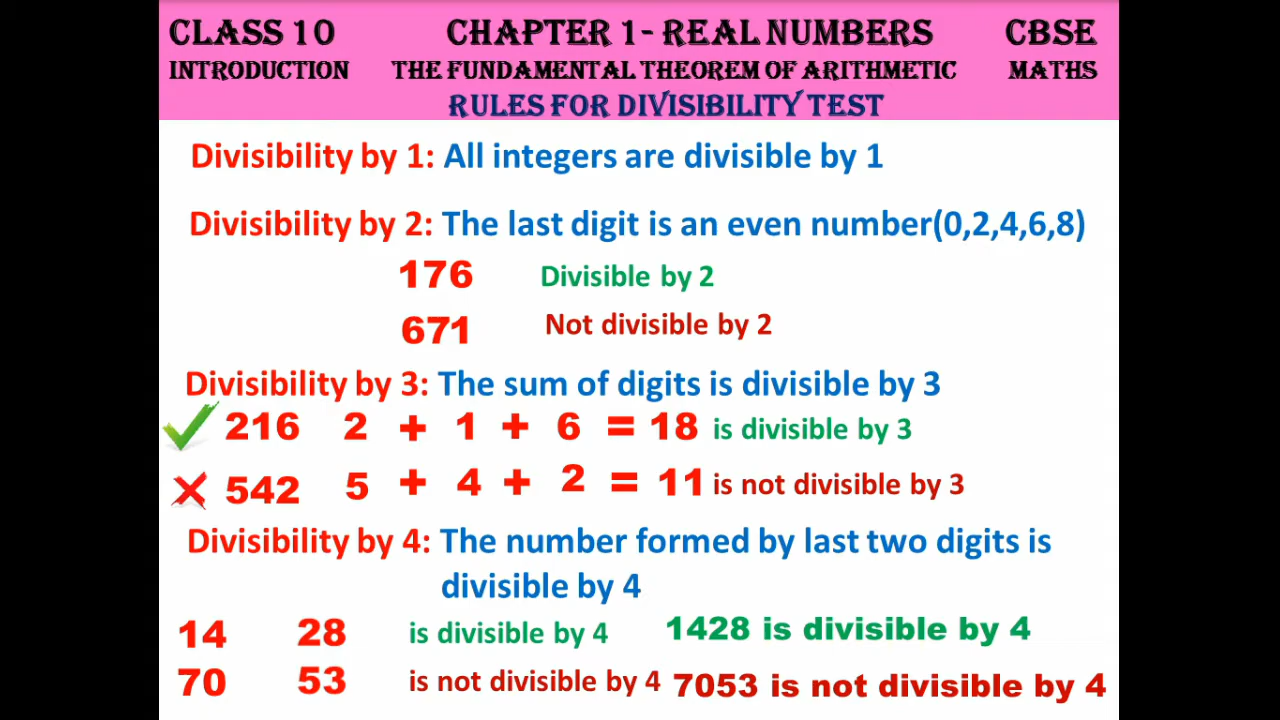 CLASS 10 CHAPTER 1- REAL NUMBERS CBSE
INTRODUCTION THE FUNDAMENTAL THEOREM OF ARITHMETIC MATHS
RULES FOR DIVISIBILITY TEST
Divisibility by 1: All integers are divisible by 1
Divisibility by 2: The last digit is an even number(0,2,4,6,8)
176 Divisible by 2
671 Not divisible by 2
Divisibility by 3: The sum of digits is divisible by 3
216 2 + 1 + 6 = 18 is divisible by 3
542 5 + 4 + 2 = 11 is not divisible by 3
Divisibility by 4: The number formed by last two digits is
divisible by 4
14 28 is divisible by 4 1428 is divisible by 4
70 53 is not divisible by 4 7053 is not divisible by 4